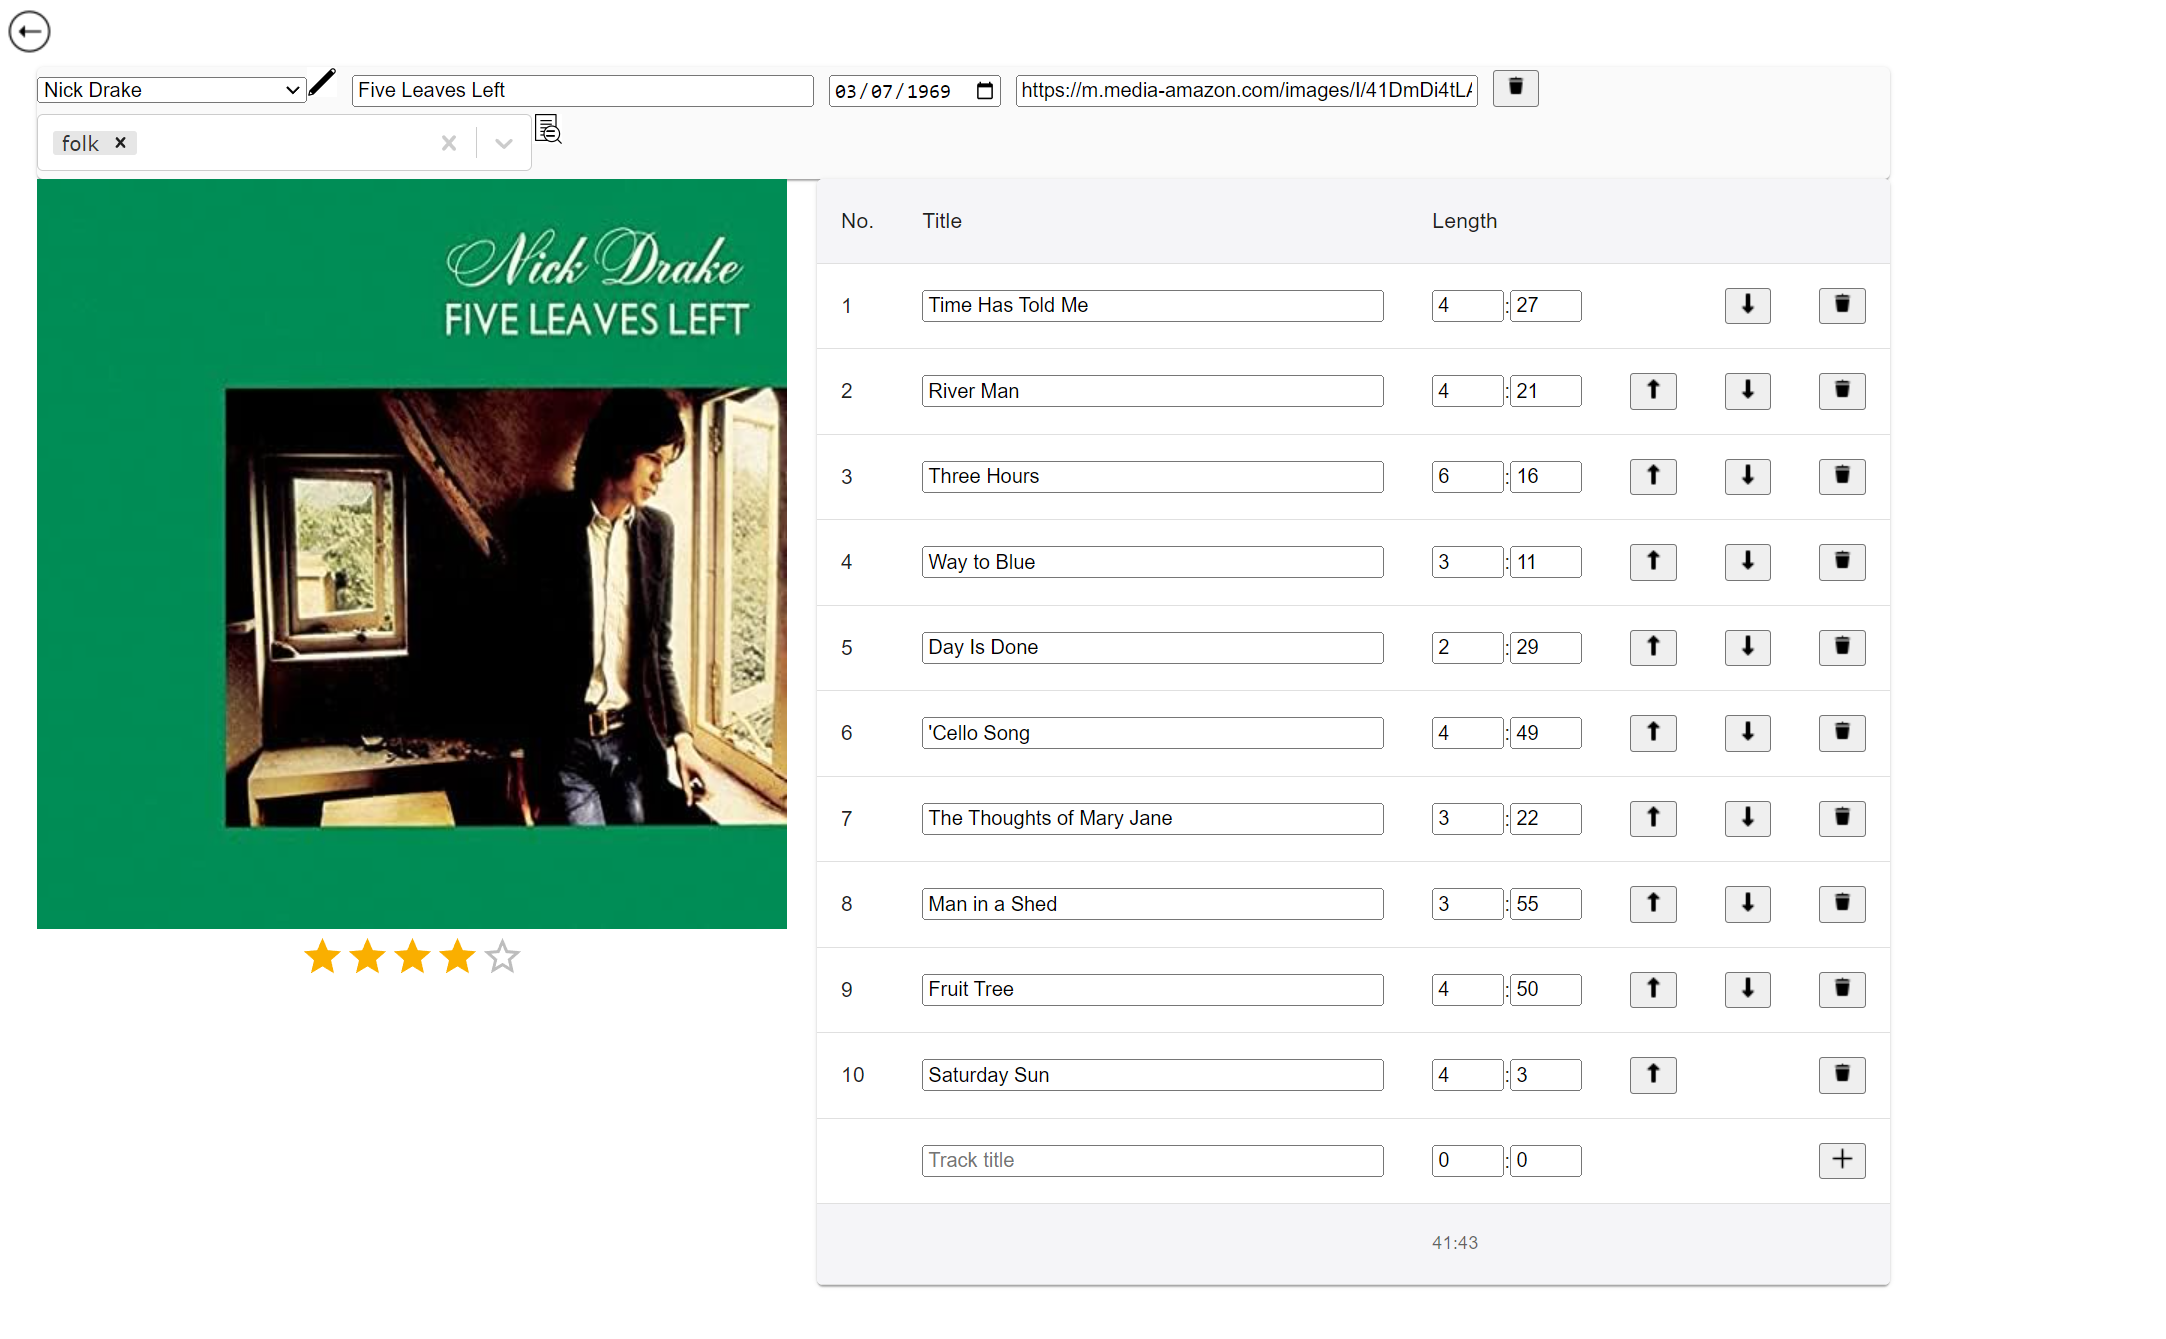 Nick Drake Five Leaves Left 03/07/1969 https://m.media-amazon.com/images/I/41DmDi4tLA
folk
Nick Drake
FIVE LEAVES LEFT
No. Title Length
1 Time Has Told Me 4 : 27
2 River Man 4 : 21
3 Three Hours 6 : 16
4 Way to Blue 3 : 11
5 Day Is Done 2 : 29
6 'Cello Song 4 : 49
7 The Thoughts of Mary Jane 3 : 22
8 Man in a Shed 3 : 55
9 Fruit Tree 4 : 50
10 Saturday Sun 4 : 3
Track title 0 : 0
41:43